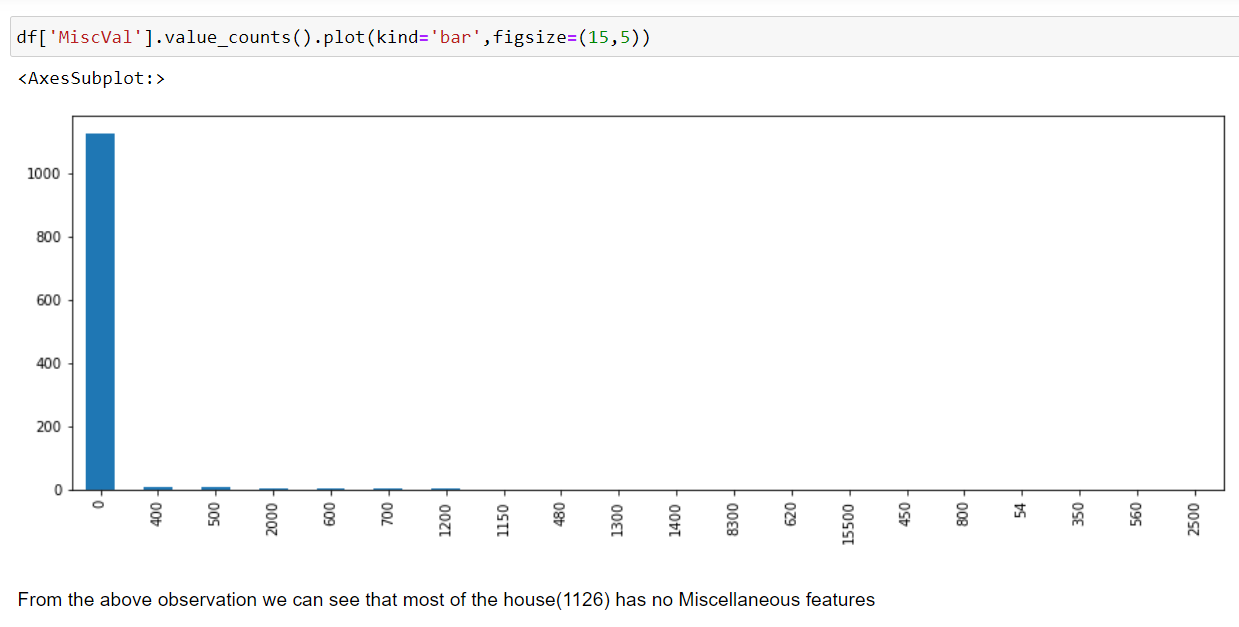 df['MiscVal'].value_counts().plot(kind='bar',figsize=(15,5))
<AxesSubplot:>
1000
800
600
400
200
0
0 400 500 2000 600 700 1200 1150 480 1300 1400 8300 620 15500 450 800 54 350 560 2500
From the above observation we can see that most of the house(1126) has no Miscellaneous features